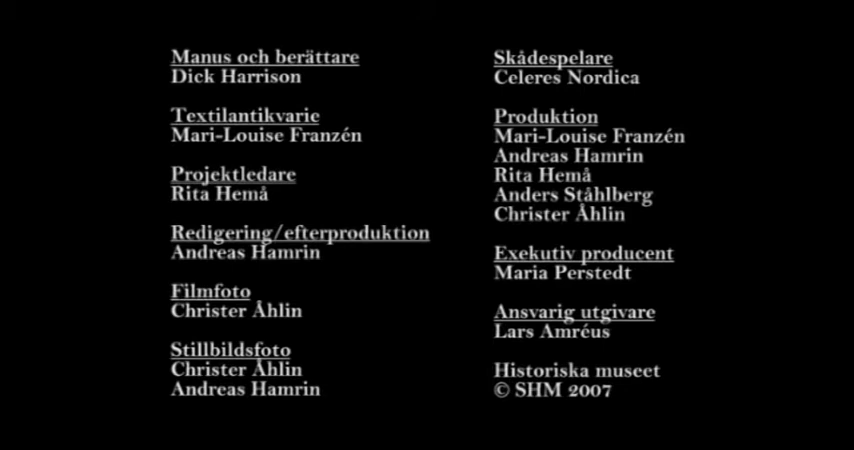 Manus och berättare
Dick Harrison
Textilantikvarie
Mari-Louise Franzén
Projektledare
Rita Hemå
Redigering/efterproduktion
Andreas Hamrin
Filmfoto
Christer Åhlin
Stillbildsfoto
Christer Åhlin
Andreas Hamrin
Skådespelare
Celeres Nordica
Produktion
Mari-Louise Franzén
Andreas Hamrin
Rita Hemå
Anders Ståhlberg
Christer Åhlin
Exekutiv producent
Maria Perstedt
Ansvarig utgivare
Lars Amréus
Historiska museet
© SHM 2007